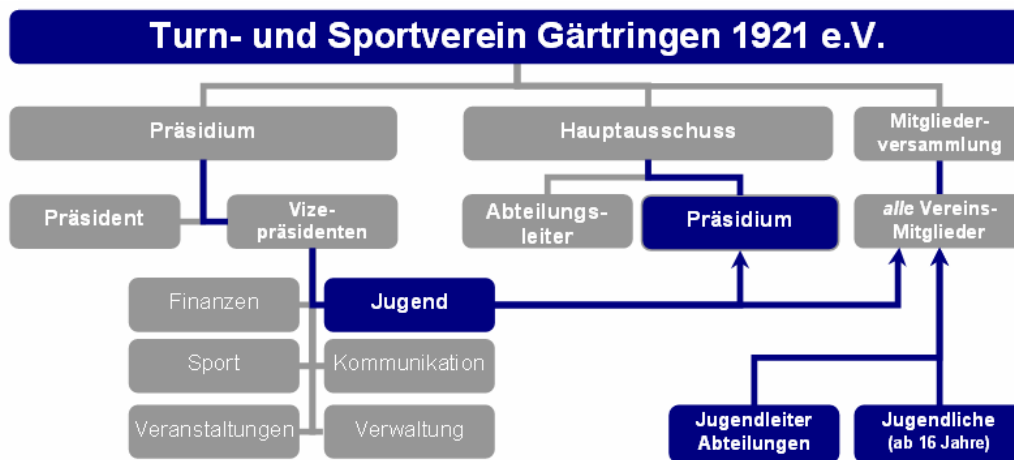 Turn- und Sportverein Gärtringen 1921 e.V.
Präsidium
Hauptausschuss
Mitglieder-
versammlung
Präsident
Vize-
präsidenten
Abteilungs-
leiter
Präsidium
alle Vereins-
Mitglieder
Finanzen
Jugend
Sport
Kommunikation
Veranstaltungen
Verwaltung
Jugendleiter
Abteilungen
Jugendliche
(ab 16 Jahre)